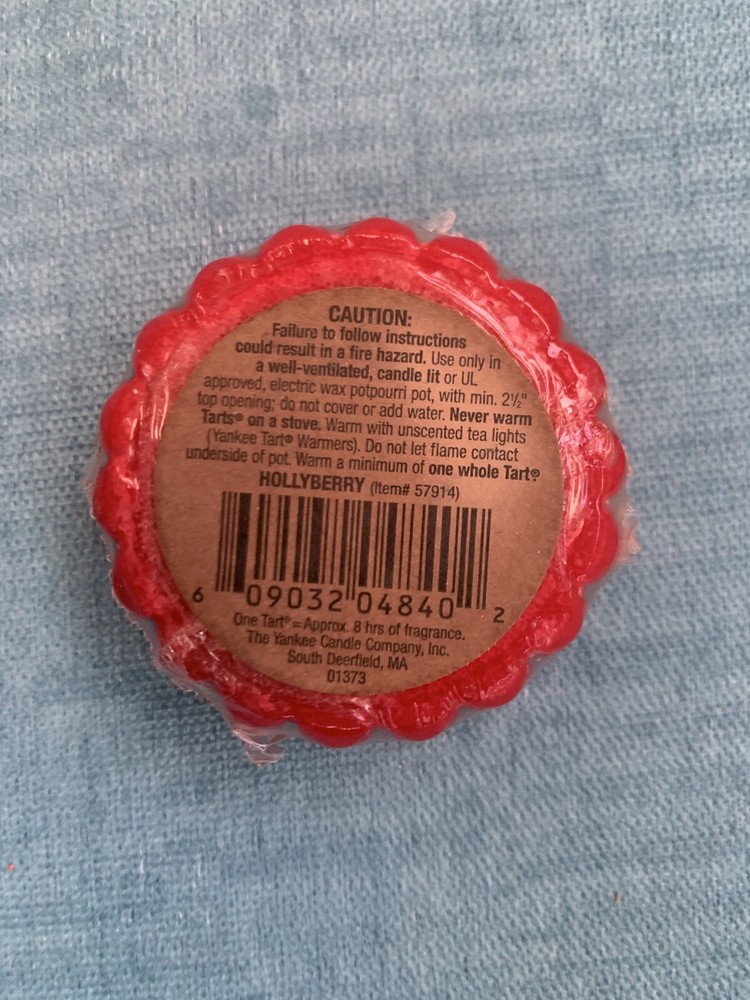 CAUTION:
Failure to follow instructions
could result in a fire hazard. Use only in
a well-ventilated, candle lit or UL
approved, electric wax potpourri pot, with min. 2½"
top opening; do not cover or add water. Never warm
Tarts® on a stove. Warm with unscented tea lights
(Yankee Tart® Warmers). Do not let flame contact
underside of pot. Warm a minimum of one whole Tart®
HOLLYBERRY (Item# 57914)
6 09032 04840 2
One Tart® = Approx. 8 hrs of fragrance.
The Yankee Candle Company, Inc.
South Deerfield, MA
01373